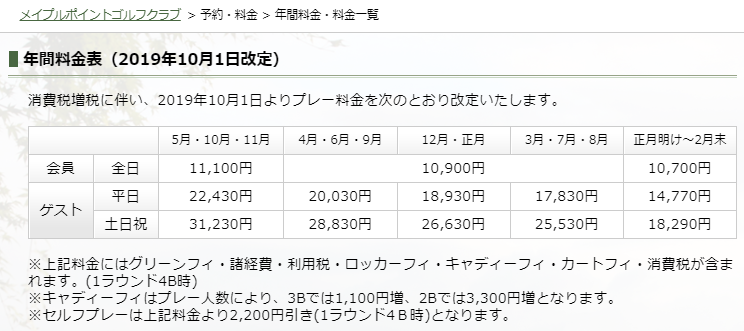 メイプルポイントゴルフクラブ > 予約・料金 > 年間料金・料金一覧
年間料金表（2019年10月1日改定）
消費税増税に伴い、2019年10月1日よりプレー料金を次のとおり改定いたします。
5月・10月・11月 4月・6月・9月 12月・正月 3月・7月・8月 正月明け～2月末
会員 全日 11,100円 10,900円 10,700円
ゲスト 平日 22,430円 20,030円 18,930円 17,830円 14,770円
土日祝 31,230円 28,830円 26,630円 25,530円 18,290円
※上記料金にはグリーンフィ・諸経費・利用税・ロッカーフィ・キャディーフィ・カートフィ・消費税が含ま
れます。(1ラウンド4B時)
※キャディーフィはプレー人数により、3Bでは1,100円増、2Bでは3,300円増となります。
※セルフプレーは上記料金より2,200円引き(1ラウンド4Ｂ時)となります。